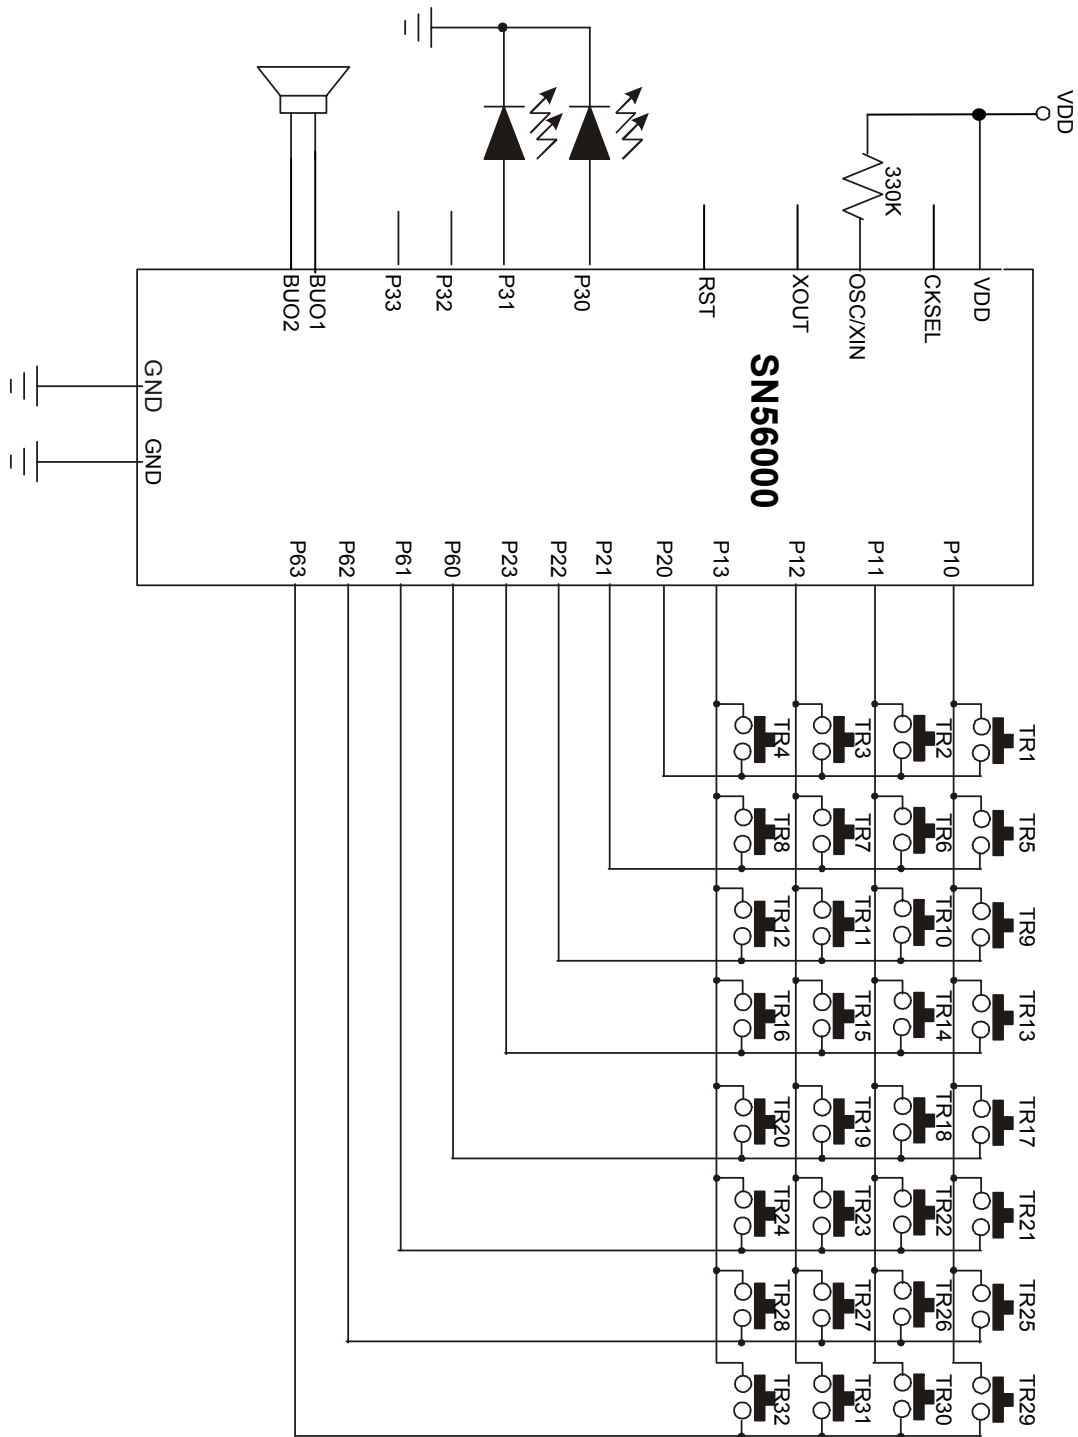 VDD
330K
VDD
CKSEL
OSC/XIN
XOUT
RST
P30
P31
P32
P33
BUO1
BUO2
SN56000
GND
GND
P10
P11
P12
P13
P20
P21
P22
P23
P60
P61
P62
P63
TR1
TR2
TR3
TR4
TR5
TR6
TR7
TR8
TR9
TR10
TR11
TR12
TR13
TR14
TR15
TR16
TR17
TR18
TR19
TR20
TR21
TR22
TR23
TR24
TR25
TR26
TR27
TR28
TR29
TR30
TR31
TR32